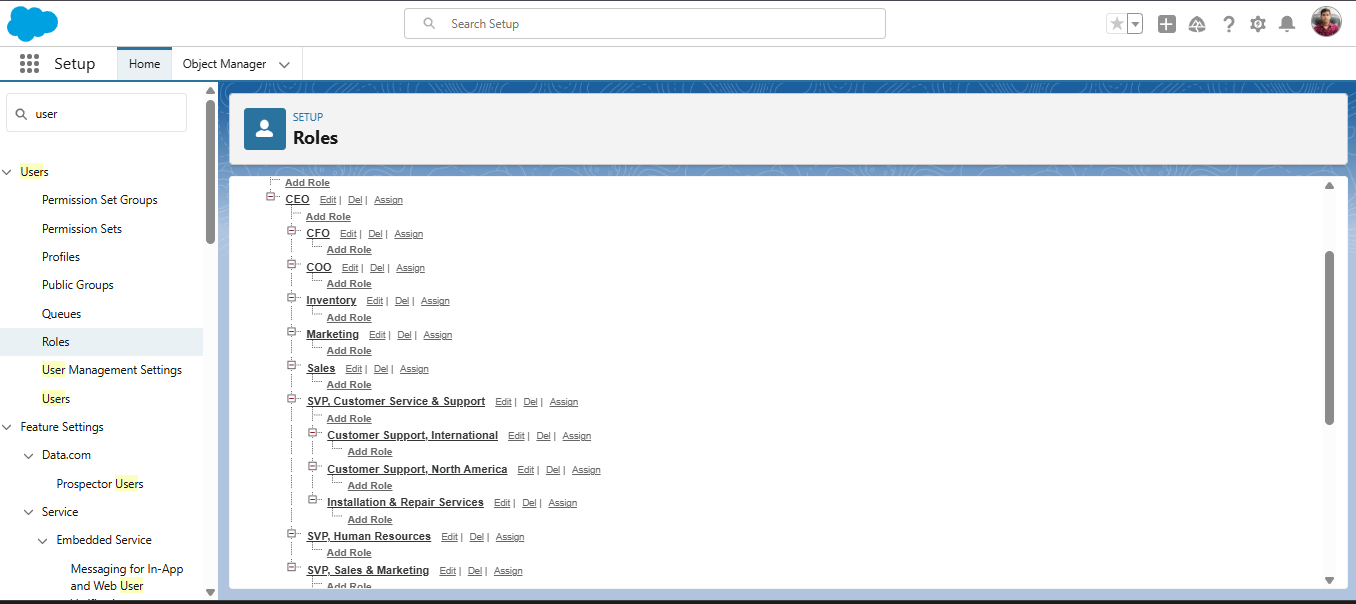 Search Setup
Setup
Home
Object Manager
user
Users
Permission Set Groups
Permission Sets
Profiles
Public Groups
Queues
Roles
User Management Settings
Users
Feature Settings
Data.com
Prospector Users
Service
Embedded Service
Messaging for In-App
and Web User
SETUP
Roles
Add Role
CEO Edit | Del | Assign
Add Role
CFO Edit | Del | Assign
Add Role
COO Edit | Del | Assign
Add Role
Inventory Edit | Del | Assign
Add Role
Marketing Edit | Del | Assign
Add Role
Sales Edit | Del | Assign
Add Role
SVP, Customer Service & Support Edit | Del | Assign
Add Role
Customer Support, International Edit | Del | Assign
Add Role
Customer Support, North America Edit | Del | Assign
Add Role
Installation & Repair Services Edit | Del | Assign
Add Role
SVP, Human Resources Edit | Del | Assign
Add Role
SVP, Sales & Marketing Edit | Del | Assign
Add Role